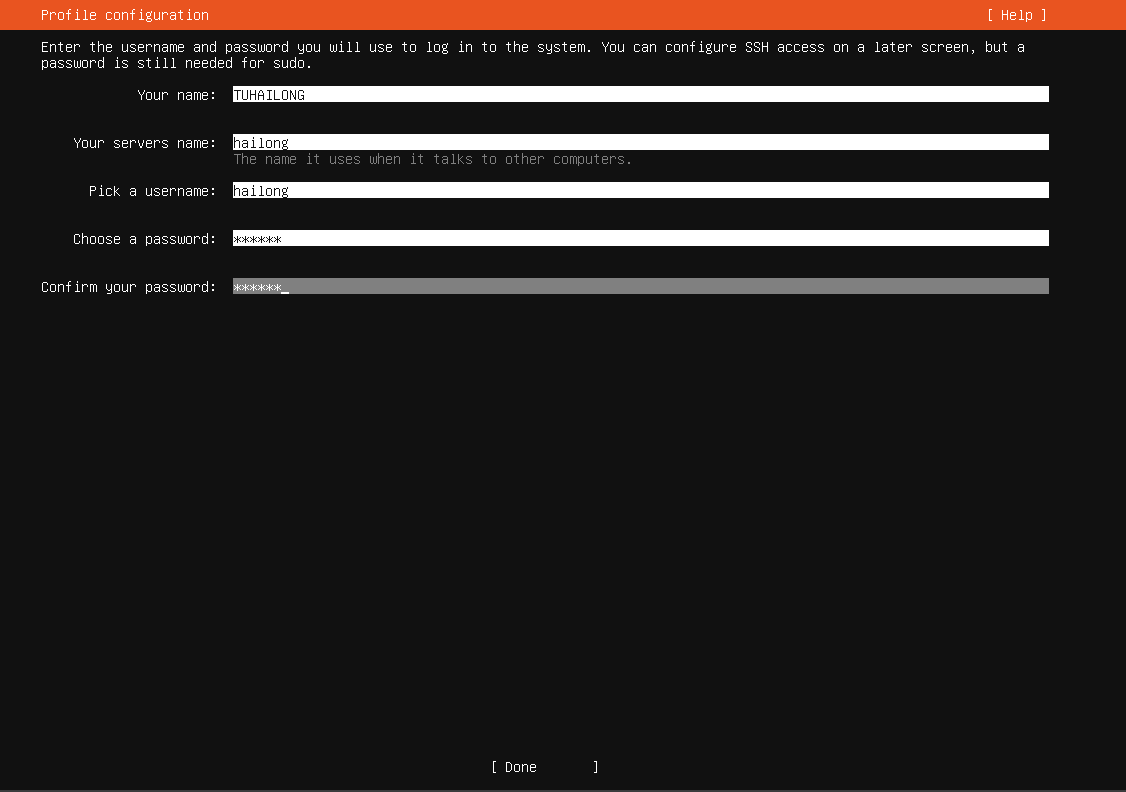 Profile configuration [ Help ]
Enter the username and password you will use to log in to the system. You can configure SSH access on a later screen, but a
password is still needed for sudo.
Your name: TUHAILONG
Your servers name: hailong
The name it uses when it talks to other computers.
Pick a username: hailong
Choose a password: ******
Confirm your password: ******_
[ Done ]